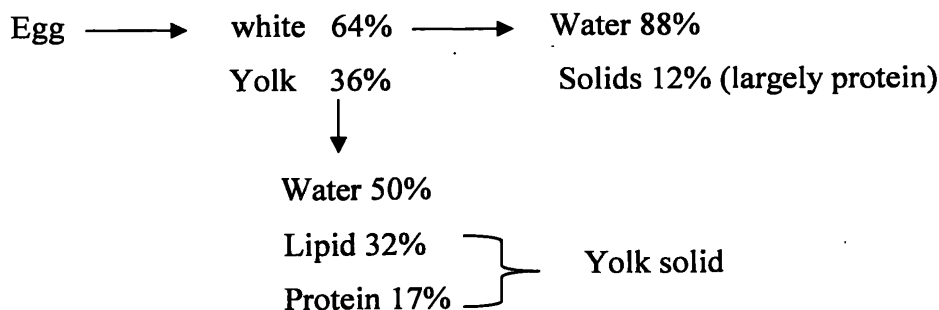 Egg white 64% Water 88%
Yolk 36% Solids 12% (largely protein)
Water 50%
Lipid 32%
Yolk solid
Protein 17%